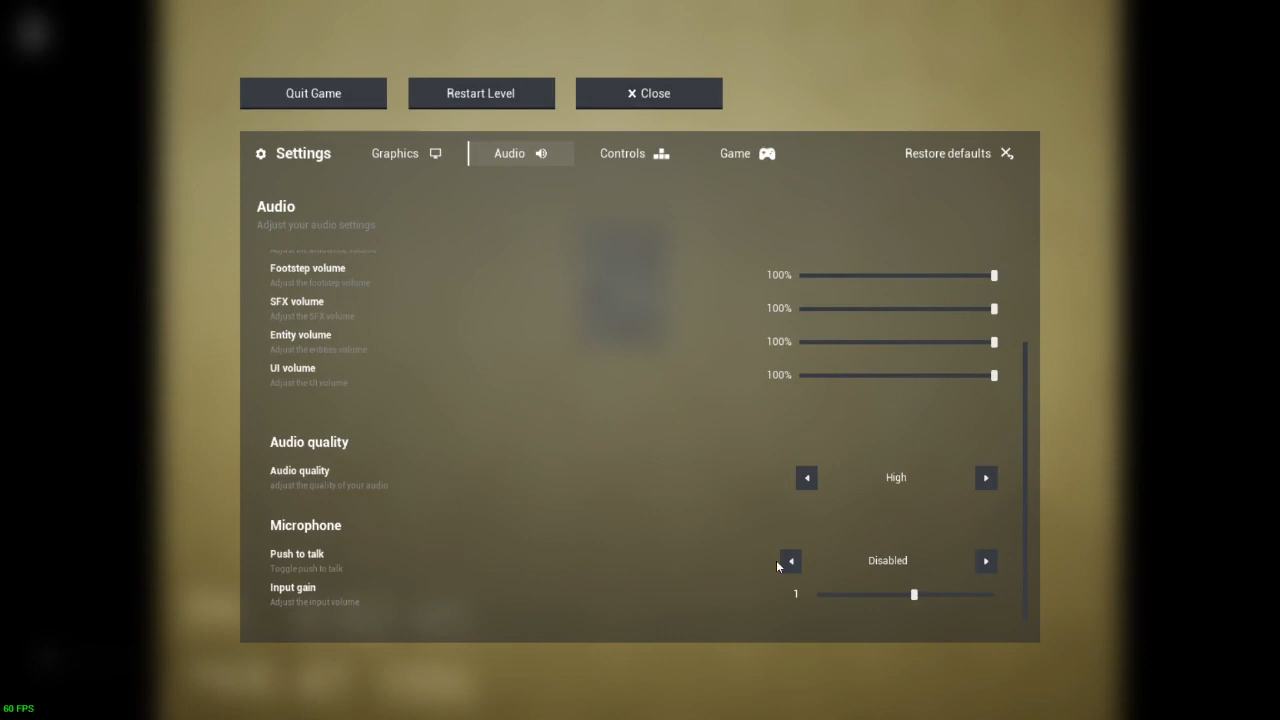 Quit Game
Restart Level
Close
Settings
Graphics
Audio
Controls
Game
Restore defaults
Audio
Adjust your audio settings
Footstep volume
100%
Adjust the footstep volume
SFX volume
100%
Adjust the SFX volume
Entity volume
100%
Adjust the entities volume
UI volume
100%
Adjust the UI volume
Audio quality
Audio quality
High
adjust the quality of your audio
Microphone
Push to talk
Disabled
Toggle push to talk
Input gain
1
Adjust the input volume
60 FPS